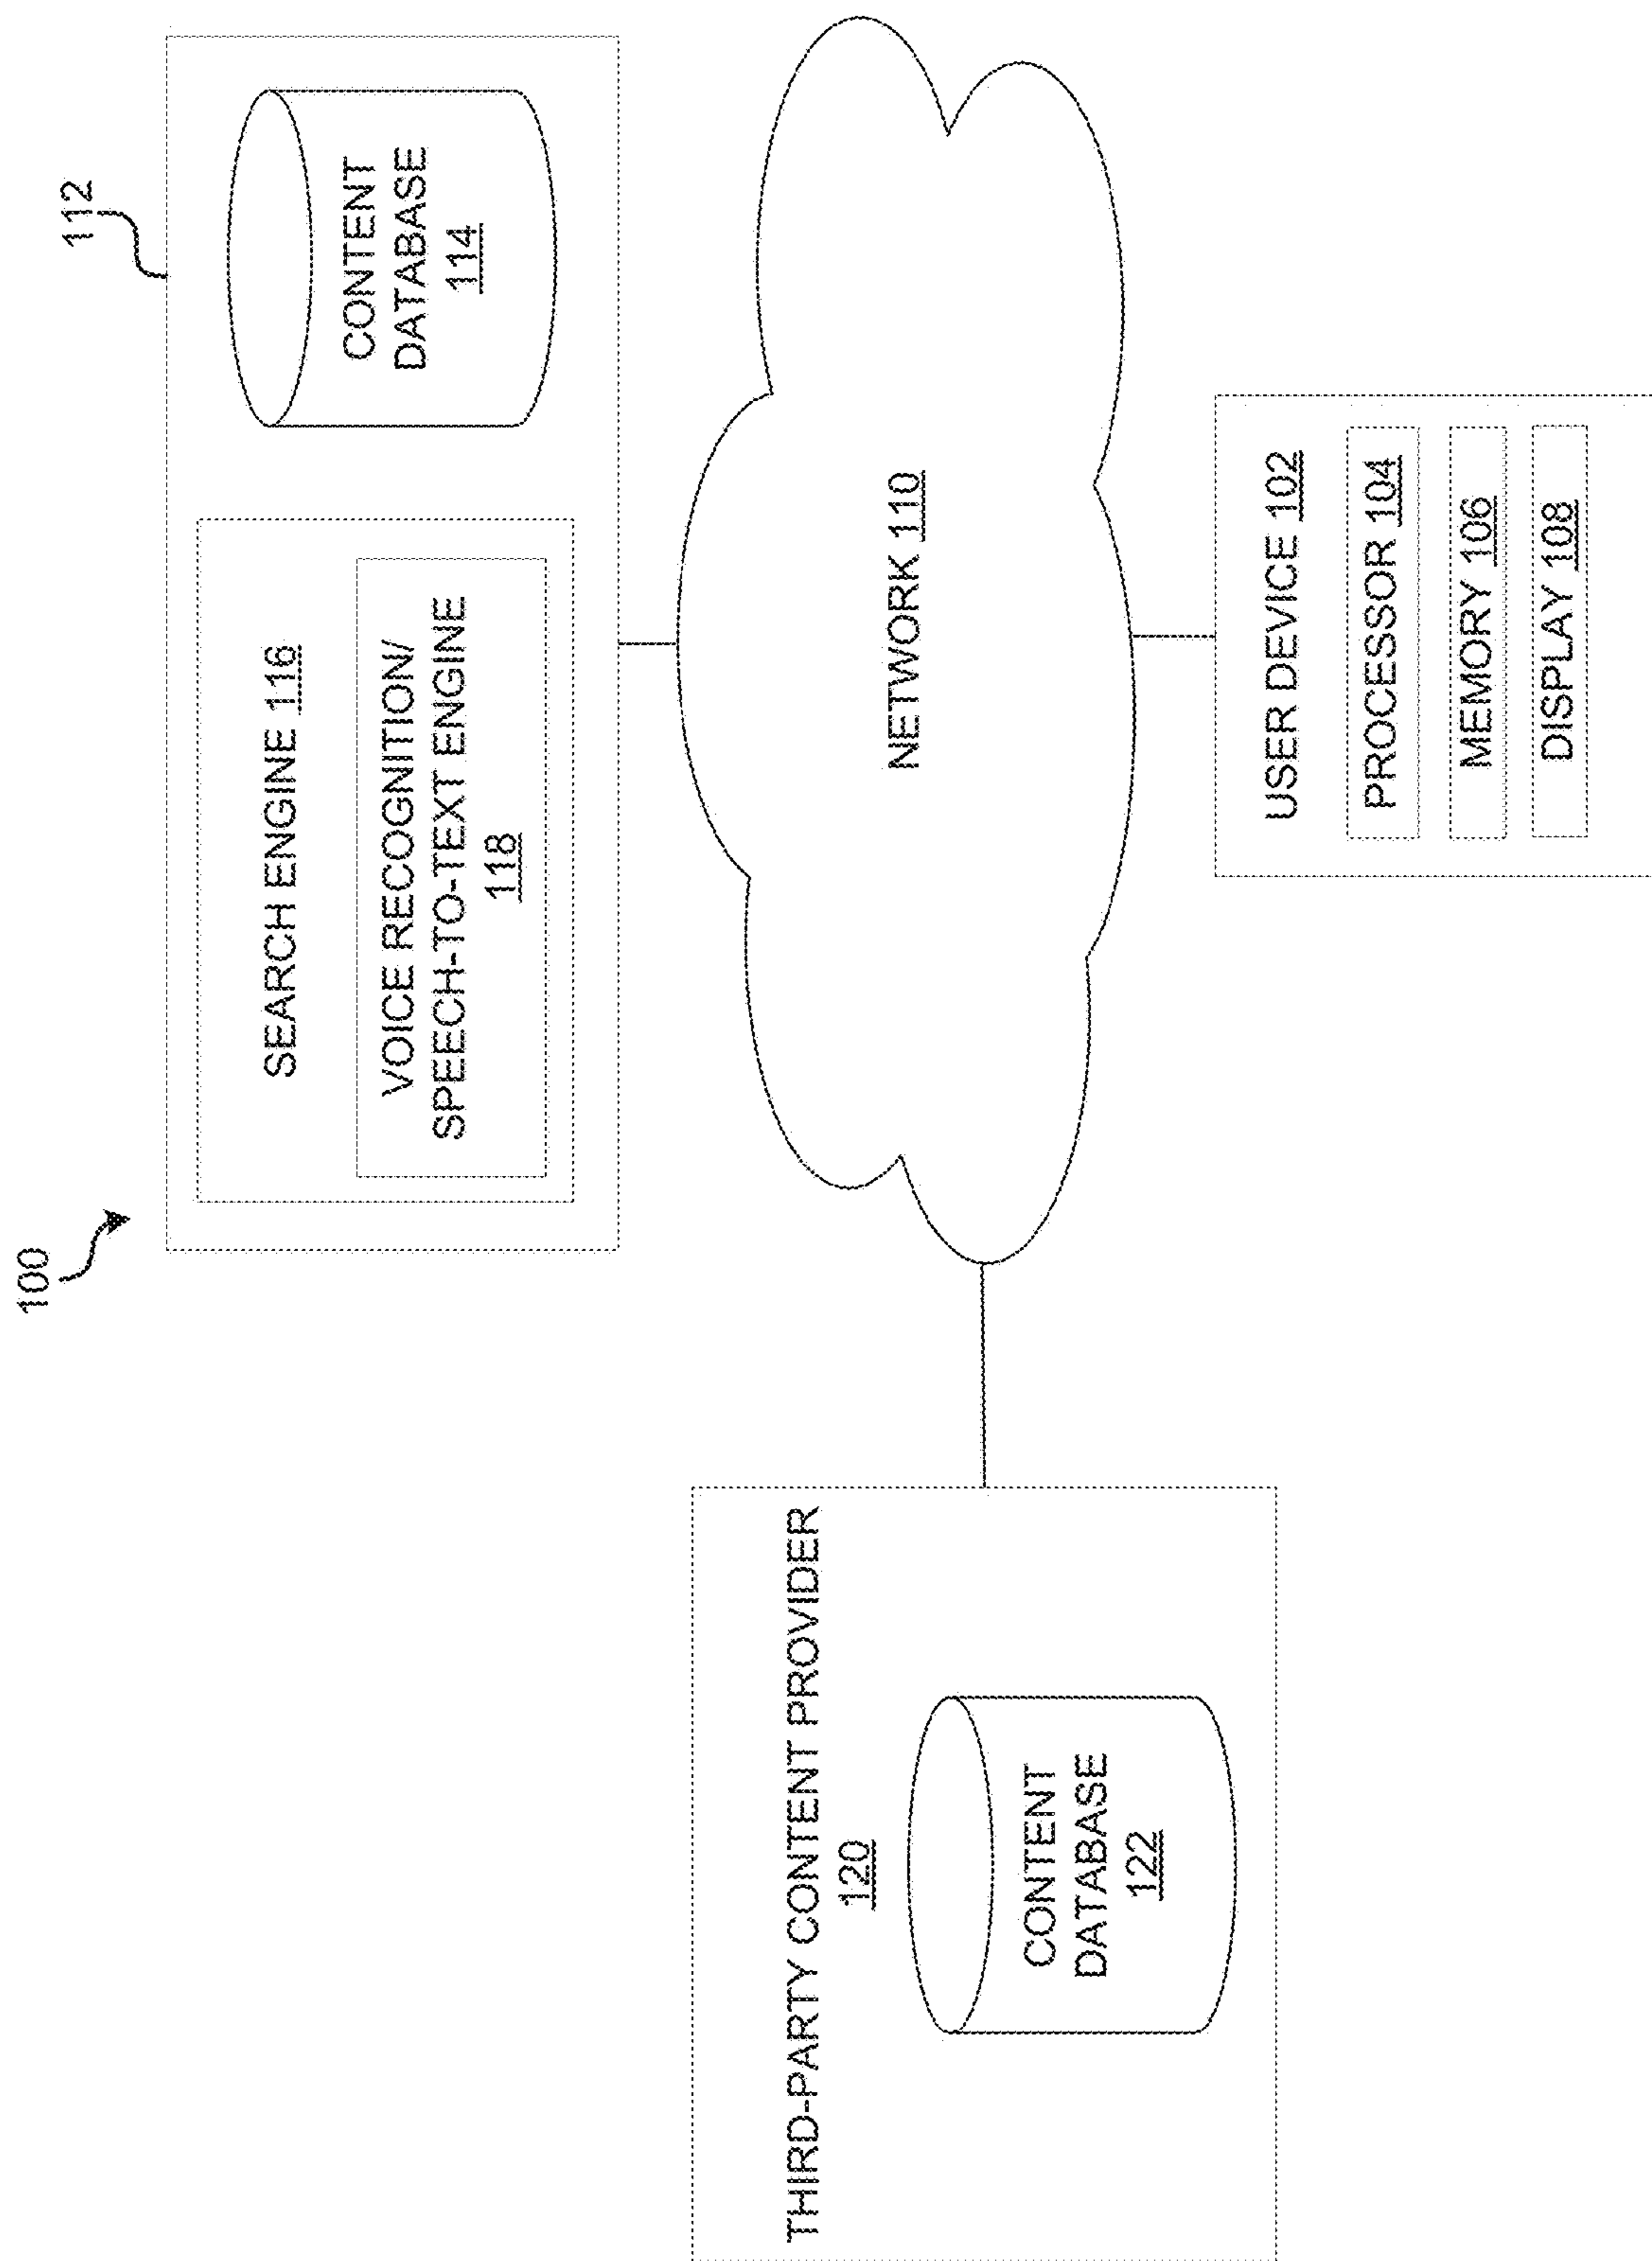 100
112
SEARCH ENGINE 116
VOICE RECOGNITION/
SPEECH-TO-TEXT ENGINE
118
CONTENT
DATABASE
114
THIRD-PARTY CONTENT PROVIDER
120
CONTENT
DATABASE
122
NETWORK 110
USER DEVICE 102
PROCESSOR 104
MEMORY 106
DISPLAY 108